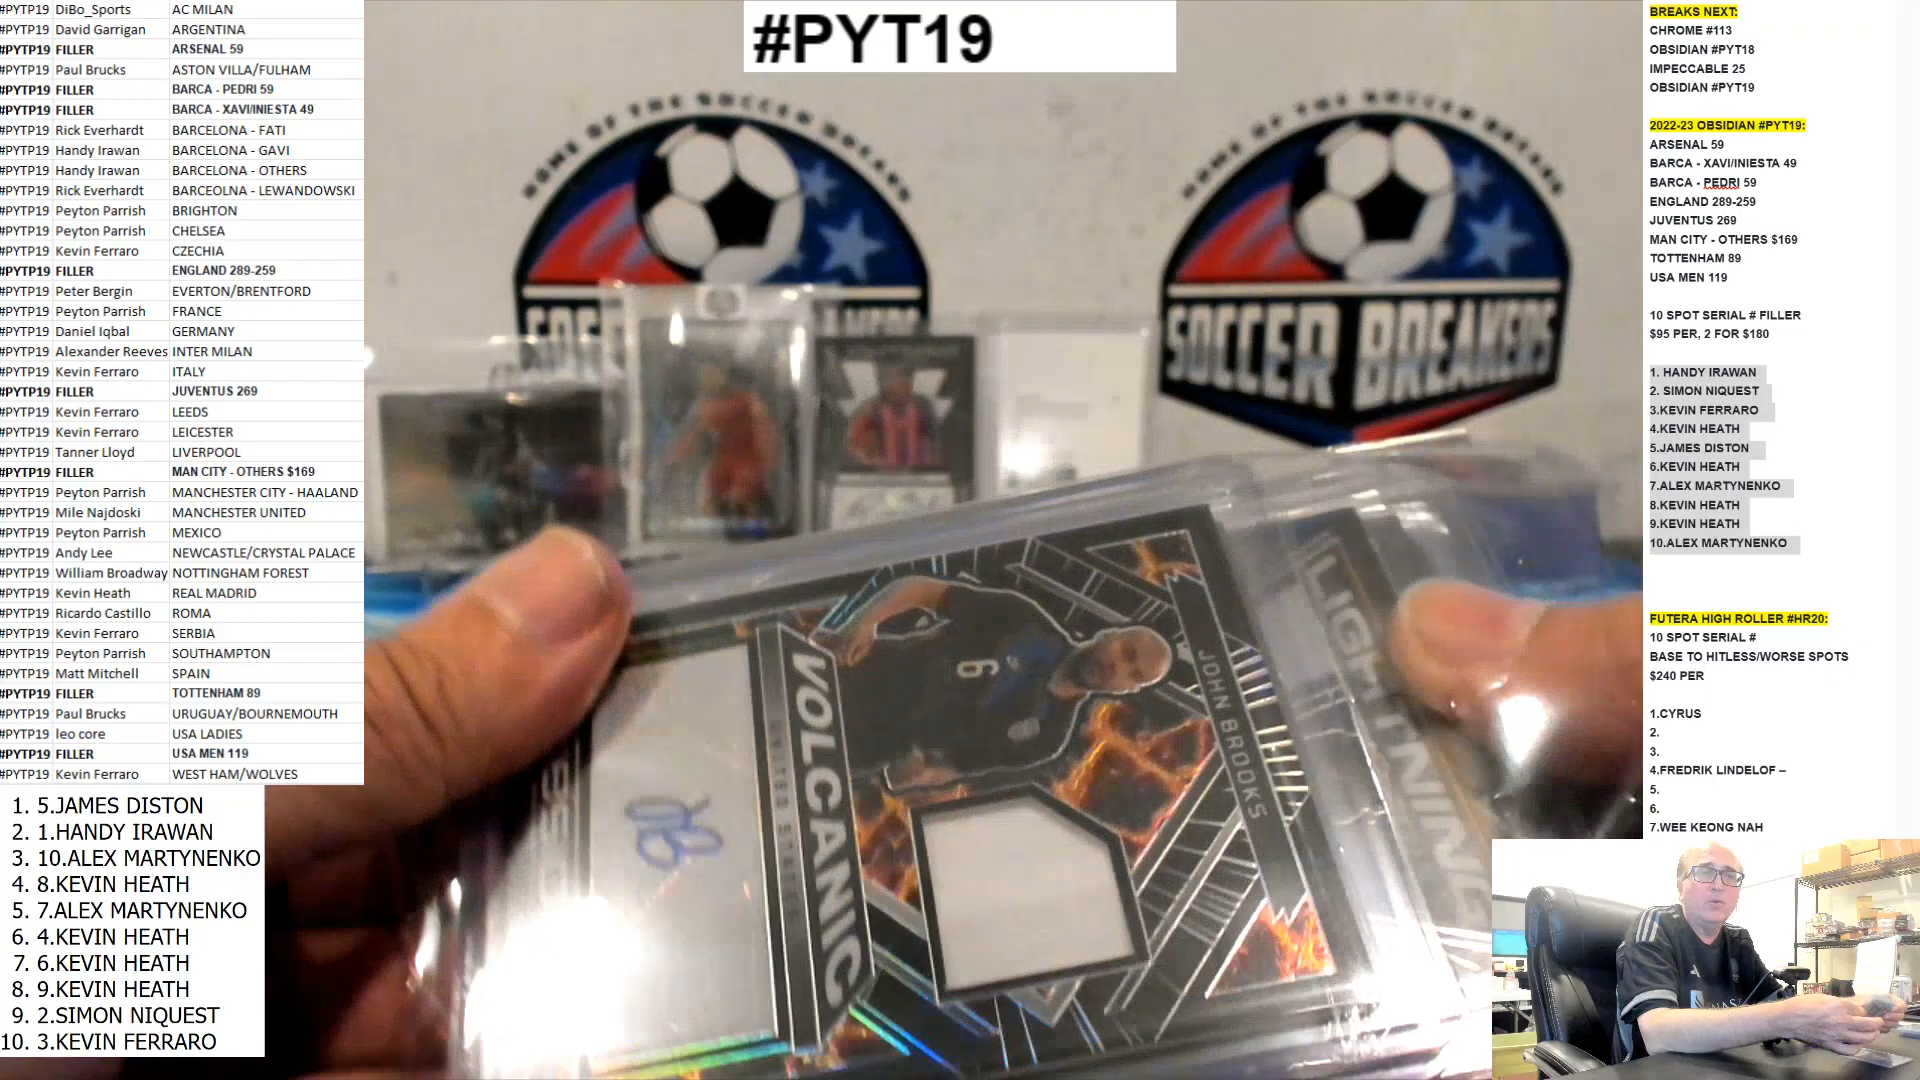 #PYTP19 DiBo_Sports AC MILAN
#PYTP19 David Garrigan ARGENTINA
#PYTP19 FILLER ARSENAL 59
#PYTP19 Paul Brucks ASTON VILLA/FULHAM
#PYTP19 FILLER BARCA - PEDRI 59
#PYTP19 FILLER BARCA - XAVI/INIESTA 49
#PYTP19 Rick Everhardt BARCELONA - FATI
#PYTP19 Handy Irawan BARCELONA - GAVI
#PYTP19 Handy Irawan BARCELONA - OTHERS
#PYTP19 Rick Everhardt BARCEOLNA - LEWANDOWSKI
#PYTP19 Peyton Parrish BRIGHTON
#PYTP19 Peyton Parrish CHELSEA
#PYTP19 Kevin Ferraro CZECHIA
#PYTP19 FILLER ENGLAND 289-259
#PYTP19 Peter Bergin EVERTON/BRENTFORD
#PYTP19 Peyton Parrish FRANCE
#PYTP19 Daniel Iqbal GERMANY
#PYTP19 Alexander Reeves INTER MILAN
#PYTP19 Kevin Ferraro ITALY
#PYTP19 FILLER JUVENTUS 269
#PYTP19 Kevin Ferraro LEEDS
#PYTP19 Kevin Ferraro LEICESTER
#PYTP19 Tanner Lloyd LIVERPOOL
#PYTP19 FILLER MAN CITY - OTHERS $169
#PYTP19 Peyton Parrish MANCHESTER CITY - HAALAND
#PYTP19 Mile Najdoski MANCHESTER UNITED
#PYTP19 Peyton Parrish MEXICO
#PYTP19 Andy Lee NEWCASTLE/CRYSTAL PALACE
#PYTP19 William Broadway NOTTINGHAM FOREST
#PYTP19 Kevin Heath REAL MADRID
#PYTP19 Ricardo Castillo ROMA
#PYTP19 Kevin Ferraro SERBIA
#PYTP19 Peyton Parrish SOUTHAMPTON
#PYTP19 Matt Mitchell SPAIN
#PYTP19 FILLER TOTTENHAM 89
#PYTP19 Paul Brucks URUGUAY/BOURNEMOUTH
#PYTP19 leo core USA LADIES
#PYTP19 FILLER USA MEN 119
#PYTP19 Kevin Ferraro WEST HAM/WOLVES
1. 5.JAMES DISTON
2. 1.HANDY IRAWAN
3. 10.ALEX MARTYNENKO
4. 8.KEVIN HEATH
5. 7.ALEX MARTYNENKO
6. 4.KEVIN HEATH
7. 6.KEVIN HEATH
8. 9.KEVIN HEATH
9. 2.SIMON NIQUEST
10. 3.KEVIN FERRARO
#PYT19
HOME OF THE SOCCER BREAKS
HOME OF THE SOCCER BREAKS
SOCCER BREAKERS
JOHN BROOKS
6
VOLCANIC
UNITED STATES
LIGHTNING
BREAKS NEXT:
CHROME #113
OBSIDIAN #PYT18
IMPECCABLE 25
OBSIDIAN #PYT19
2022-23 OBSIDIAN #PYT19:
ARSENAL 59
BARCA - XAVI/INIESTA 49
BARCA - PEDRI 59
ENGLAND 289-259
JUVENTUS 269
MAN CITY - OTHERS $169
TOTTENHAM 89
USA MEN 119
10 SPOT SERIAL # FILLER
$95 PER, 2 FOR $180
1. HANDY IRAWAN
2. SIMON NIQUEST
3.KEVIN FERRARO
4.KEVIN HEATH
5.JAMES DISTON
6.KEVIN HEATH
7.ALEX MARTYNENKO
8.KEVIN HEATH
9.KEVIN HEATH
10.ALEX MARTYNENKO
FUTERA HIGH ROLLER #HR20:
10 SPOT SERIAL #
BASE TO HITLESS/WORSE SPOTS
$240 PER
1.CYRUS
2.
3.
4.FREDRIK LINDELOF –
5.
6.
7.WEE KEONG NAH